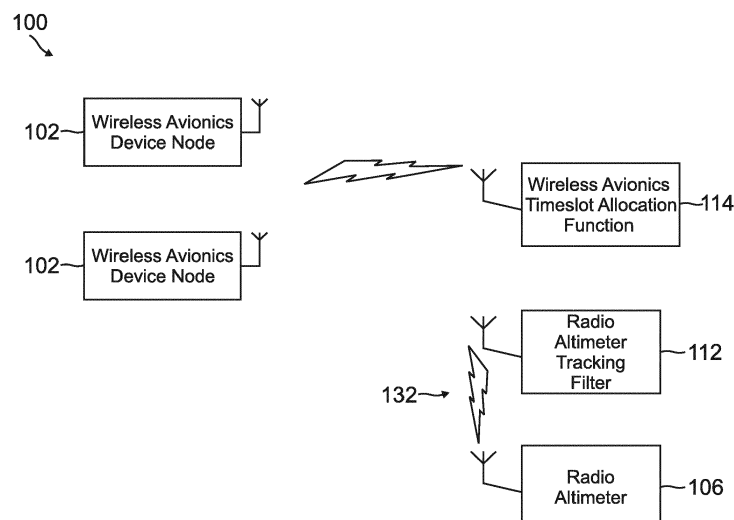 100
102
Wireless Avionics
Device Node
Wireless Avionics
Timeslot Allocation
Function
114
102
Wireless Avionics
Device Node
Radio
Altimeter
Tracking
Filter
112
132
Radio
Altimeter
106